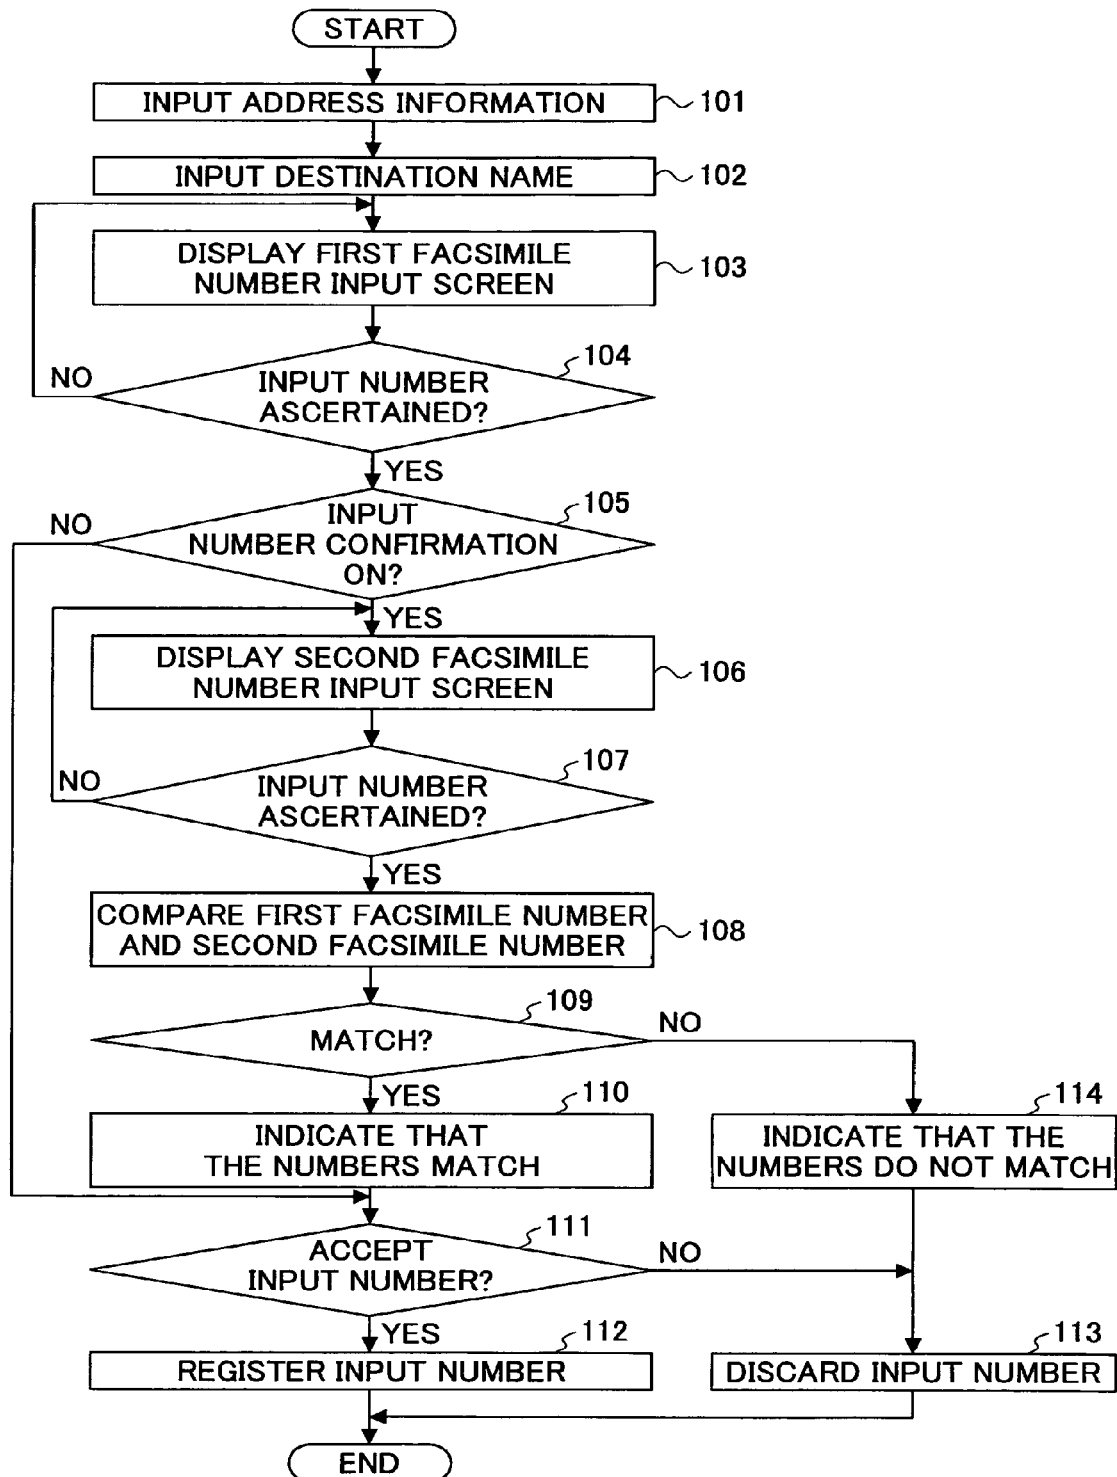 START
INPUT ADDRESS INFORMATION
101
INPUT DESTINATION NAME
102
DISPLAY FIRST FACSIMILE
NUMBER INPUT SCREEN
103
104
NO
INPUT NUMBER
ASCERTAINED?
YES
105
NO
INPUT
NUMBER CONFIRMATION
ON?
YES
DISPLAY SECOND FACSIMILE
NUMBER INPUT SCREEN
106
107
NO
INPUT NUMBER
ASCERTAINED?
YES
COMPARE FIRST FACSIMILE NUMBER
AND SECOND FACSIMILE NUMBER
108
109
MATCH?
NO
YES
110
INDICATE THAT
THE NUMBERS MATCH
114
INDICATE THAT THE
NUMBERS DO NOT MATCH
111
ACCEPT
INPUT NUMBER?
NO
YES
112
REGISTER INPUT NUMBER
113
DISCARD INPUT NUMBER
END